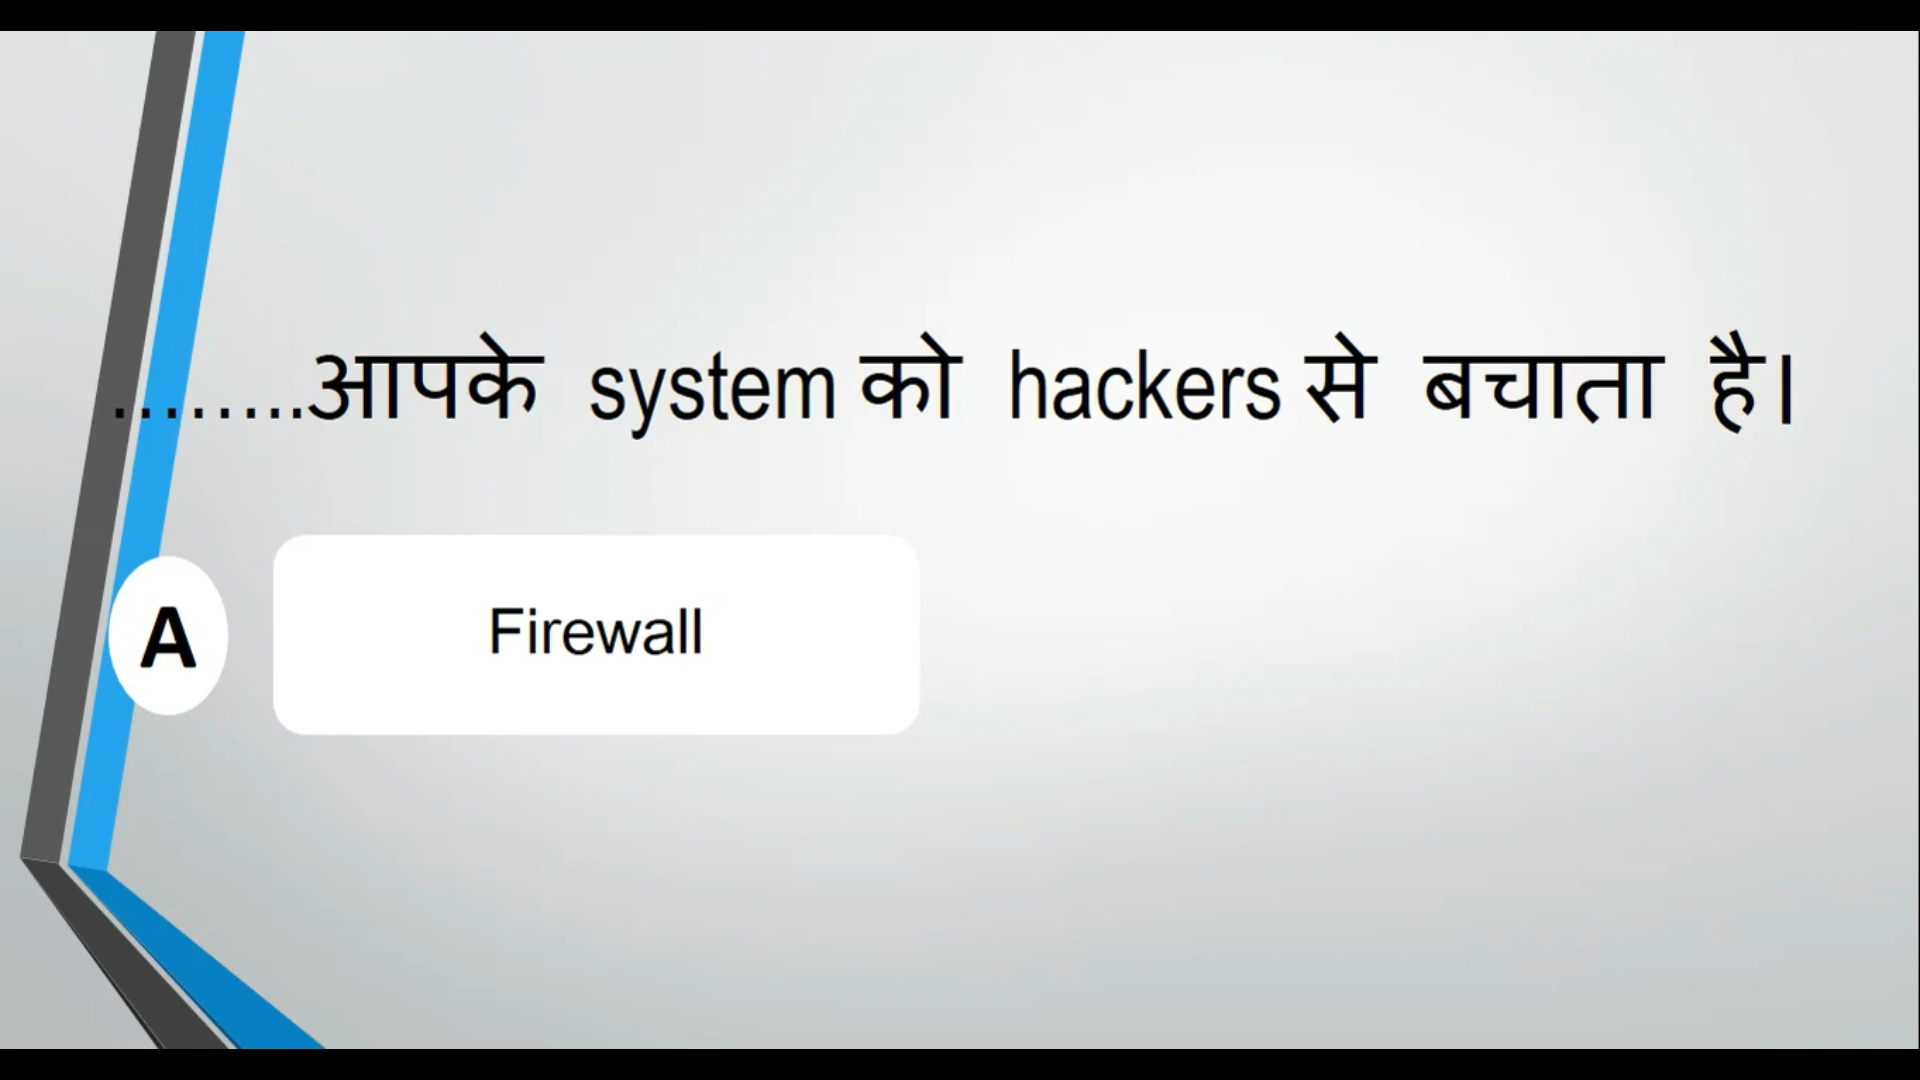 ……..आपके system को hackers से बचाता है।
A
Firewall